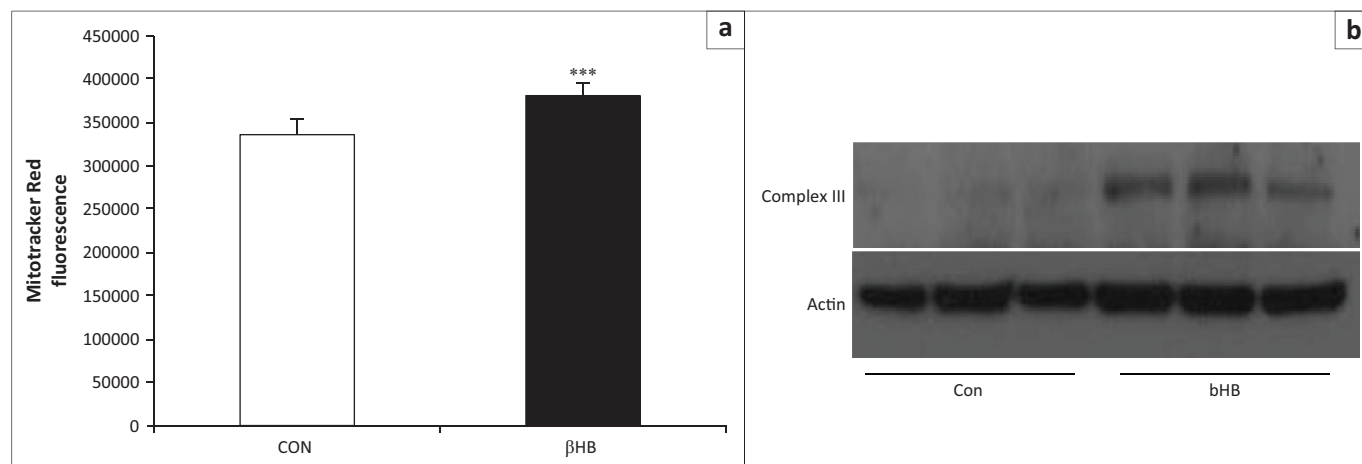 a
450000
400000
350000
300000
250000
200000
150000
100000
50000
0
Mitotracker Red
fluorescence
***
CON
βHB
b
Complex III
Actin
Con
bHB